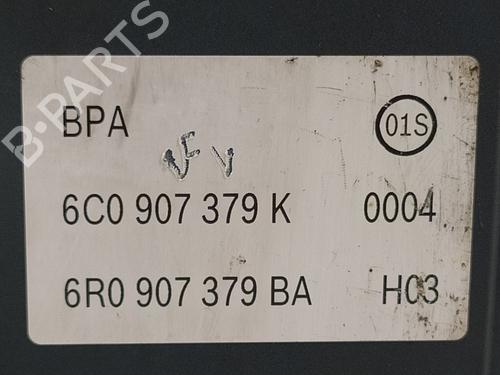 B-PARTS
BPA 01S
6C0 907 379 K 0004
6R0 907 379 BA H03